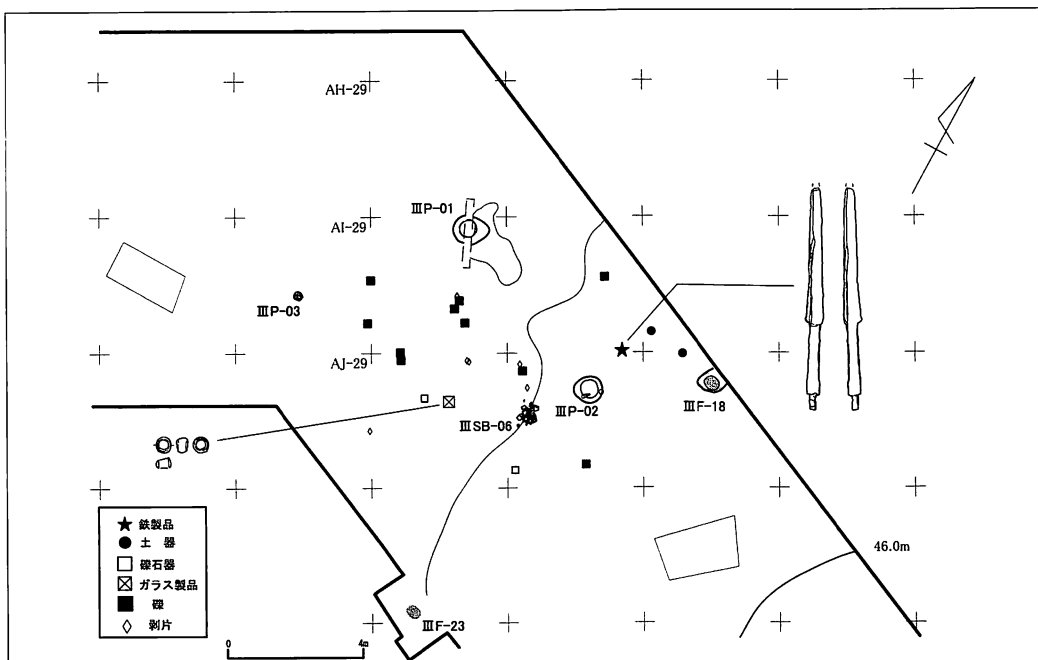 AH-29
ⅢP-01
AI-29
ⅢP-03
AJ-29
ⅢP-02
ⅢF-18
ⅢSB-06
46.0m
ⅢF-23
鉄製品
土 器
礫石器
ガラス製品
礫
剥片
0 4m